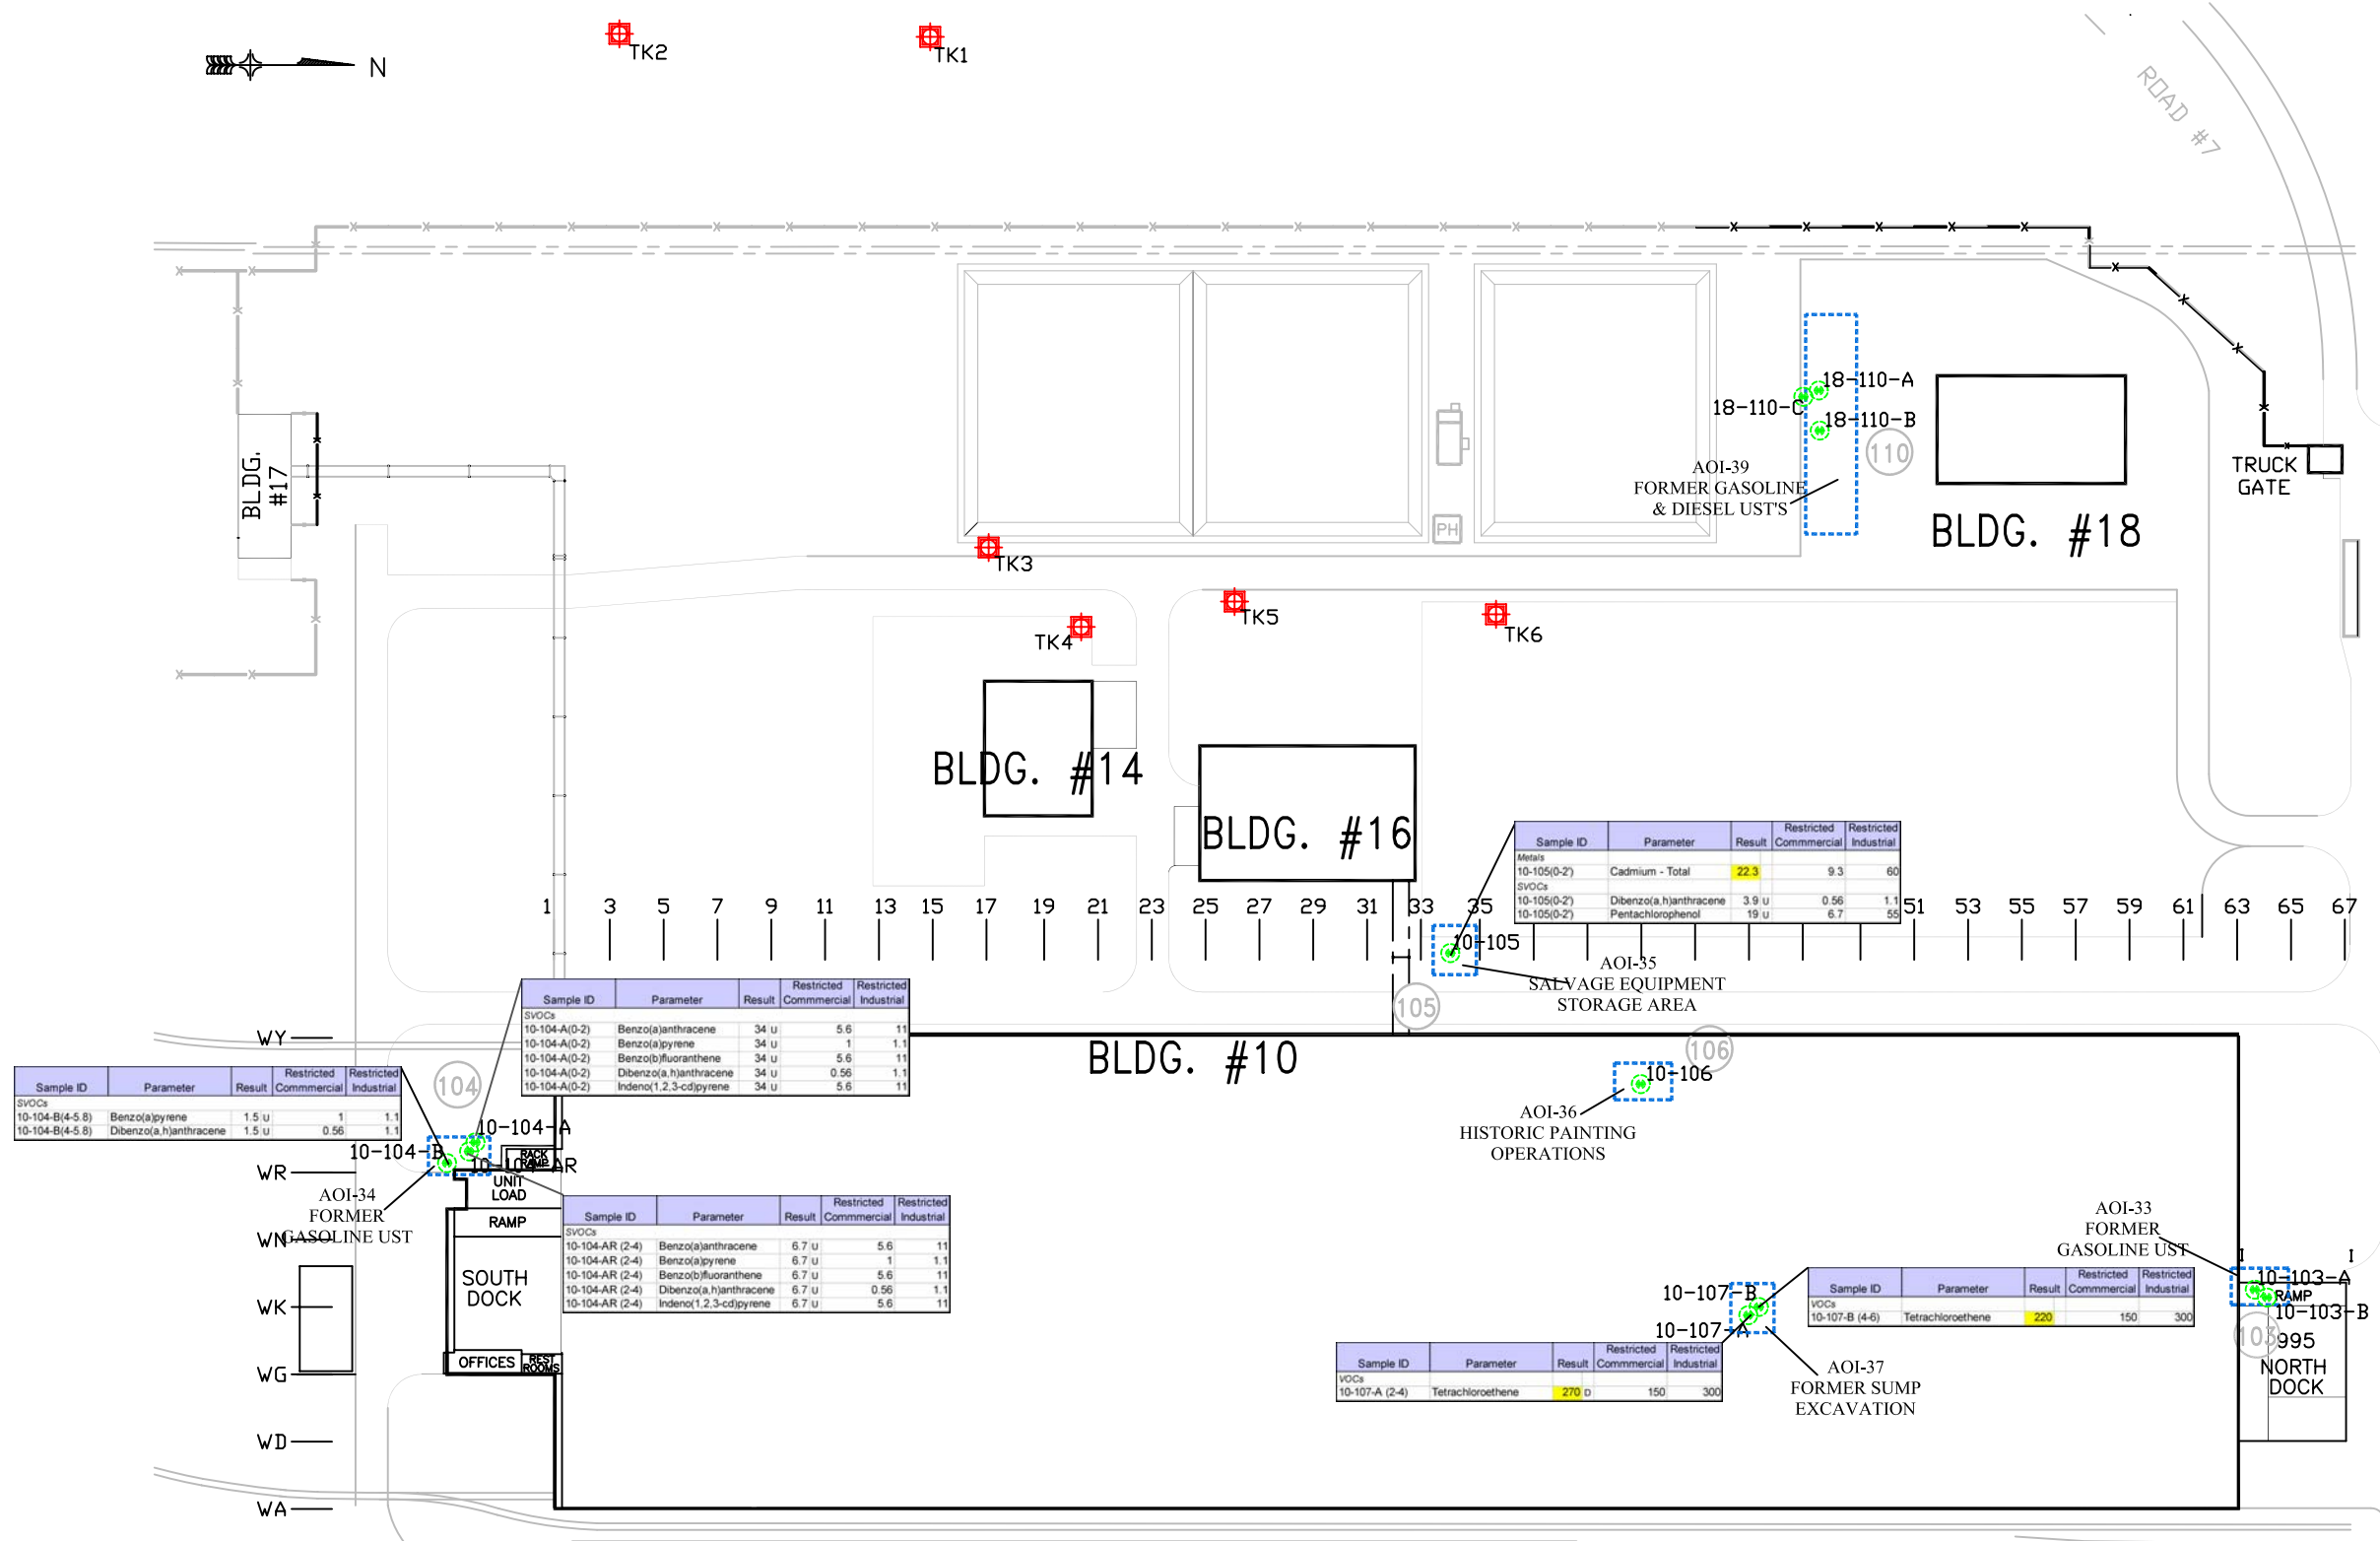 TK2
TK1
N
ROAD #7
BLDG.
#17
18-110-A
18-110-C
18-110-B
110
AOI-39
FORMER GASOLINE
& DIESEL UST'S
TRUCK
GATE
BLDG. #18
PH
TK3
TK5
TK4
TK6
BLDG. #14
BLDG. #16
Sample ID Parameter Result Restricted Commmercial Restricted Industrial
Metals
10-105(0-2') Cadmium - Total 22.3 9.3 60
SVOCs
10-105(0-2') Dibenzo(a,h)anthracene 3.9 U 0.56 1.1
10-105(0-2') Pentachlorophenol 19 U 6.7 55
1 3 5 7 9 11 13 15 17 19 21 23 25 27 29 31 33 35 51 53 55 57 59 61 63 65 67
10-105
AOI-35
SALVAGE EQUIPMENT
STORAGE AREA
105
Sample ID Parameter Result Restricted Commmercial Restricted Industrial
SVOCs
10-104-A(0-2) Benzo(a)anthracene 34 U 5.6 11
10-104-A(0-2) Benzo(a)pyrene 34 U 1 1.1
10-104-A(0-2) Benzo(b)fluoranthene 34 U 5.6 11
10-104-A(0-2) Dibenzo(a,h)anthracene 34 U 0.56 1.1
10-104-A(0-2) Indeno(1,2,3-cd)pyrene 34 U 5.6 11
WY
BLDG. #10
106
10-106
AOI-36
HISTORIC PAINTING
OPERATIONS
Sample ID Parameter Result Restricted Commmercial Restricted Industrial
SVOCs
10-104-B(4-5.8) Benzo(a)pyrene 1.5 U 1 1.1
10-104-B(4-5.8) Dibenzo(a,h)anthracene 1.5 U 0.56 1.1
104
10-104-A
10-104-B
10-104-AR
RACK
RAMP
WR
UNIT
LOAD
AOI-34
FORMER
GASOLINE UST
RAMP
WN
Sample ID Parameter Result Restricted Commmercial Restricted Industrial
SVOCs
10-104-AR (2-4) Benzo(a)anthracene 6.7 U 5.6 11
10-104-AR (2-4) Benzo(a)pyrene 6.7 U 1 1.1
10-104-AR (2-4) Benzo(b)fluoranthene 6.7 U 5.6 11
10-104-AR (2-4) Dibenzo(a,h)anthracene 6.7 U 0.56 1.1
10-104-AR (2-4) Indeno(1,2,3-cd)pyrene 6.7 U 5.6 11
SOUTH
DOCK
WK
OFFICES
REST
ROOMS
WG
WD
WA
AOI-33
FORMER
GASOLINE UST
I I
10-103-A
RAMP
10-103-B
103
995
NORTH
DOCK
10-107-B
10-107-A
Sample ID Parameter Result Restricted Commmercial Restricted Industrial
VOCs
10-107-B (4-6) Tetrachloroethene 220 150 300
Sample ID Parameter Result Restricted Commmercial Restricted Industrial
VOCs
10-107-A (2-4) Tetrachloroethene 270 D 150 300
AOI-37
FORMER SUMP
EXCAVATION